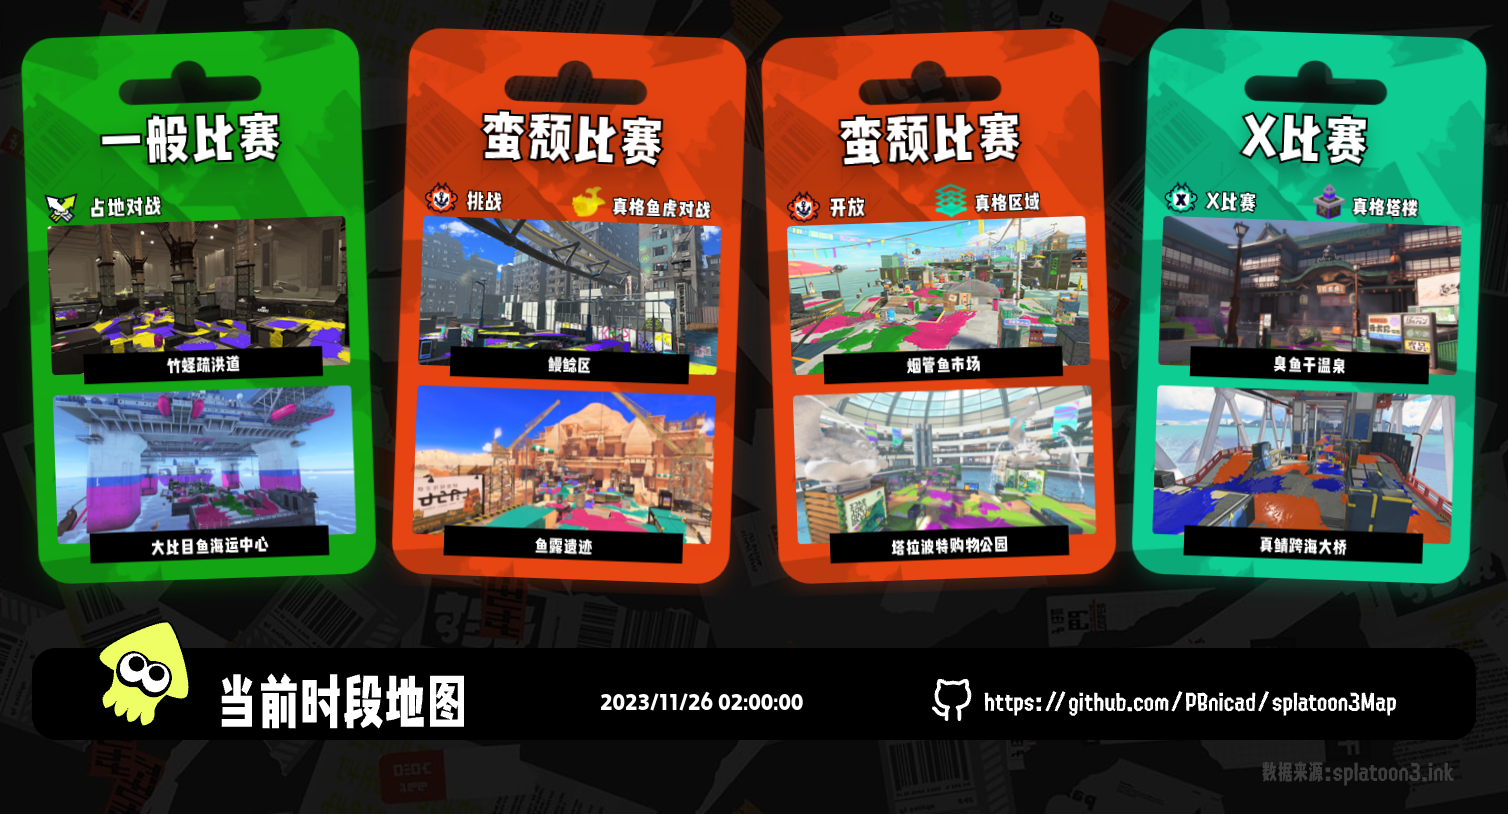 一般比赛
占地对战
竹蛏疏洪道
大比目鱼海运中心
蛮颓比赛
挑战
真格鱼虎对战
鳗鲶区
鱼露遗迹
蛮颓比赛
开放
真格区域
烟管鱼市场
塔拉波特购物公园
X比赛
X比赛
真格塔楼
臭鱼干温泉
真鲭跨海大桥
当前时段地图
2023/11/26 02:00:00
https://github.com/PBnicad/splatoon3Map
数据来源:splatoon3.ink